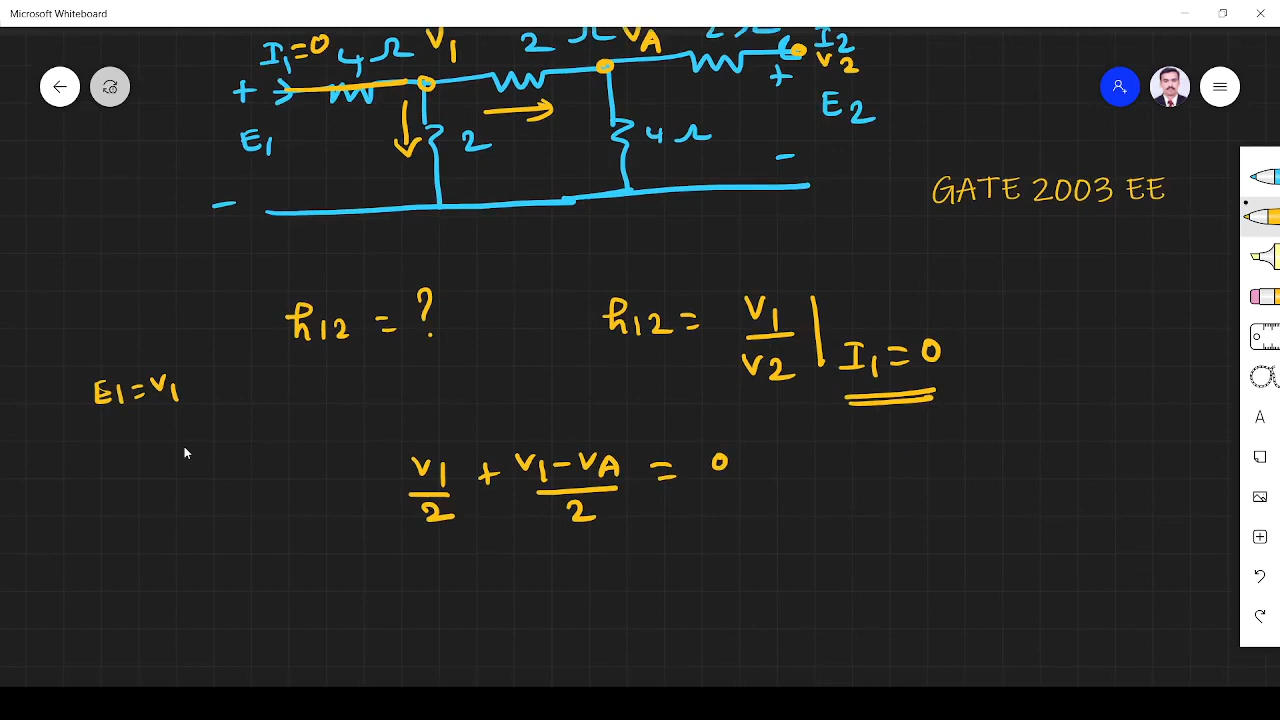 Microsoft Whiteboard
I1=0 4 Ω V1 2 Ω VA 2 Ω I2
V2
+ +
E1 2 4 Ω E2
- -
GATE 2003 EE
h12 = ? h12 = V1/V2 | I1 = 0
E1 = V1
V1/2 + V1-VA/2 = 0
A